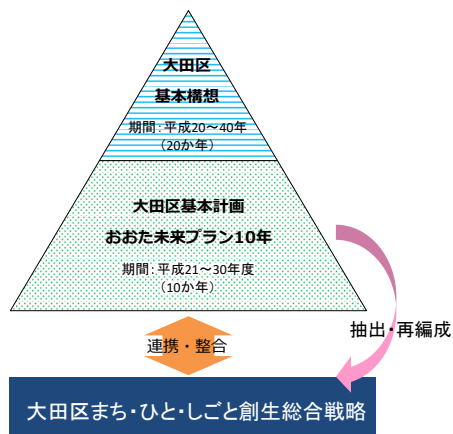 大田区
基本構想
期間：平成20～40年
（20か年）
大田区基本計画
おおた未来プラン10年
期間：平成21～30年度
（10か年）
抽出・再編成
連携・整合
大田区まち・ひと・しごと創生総合戦略